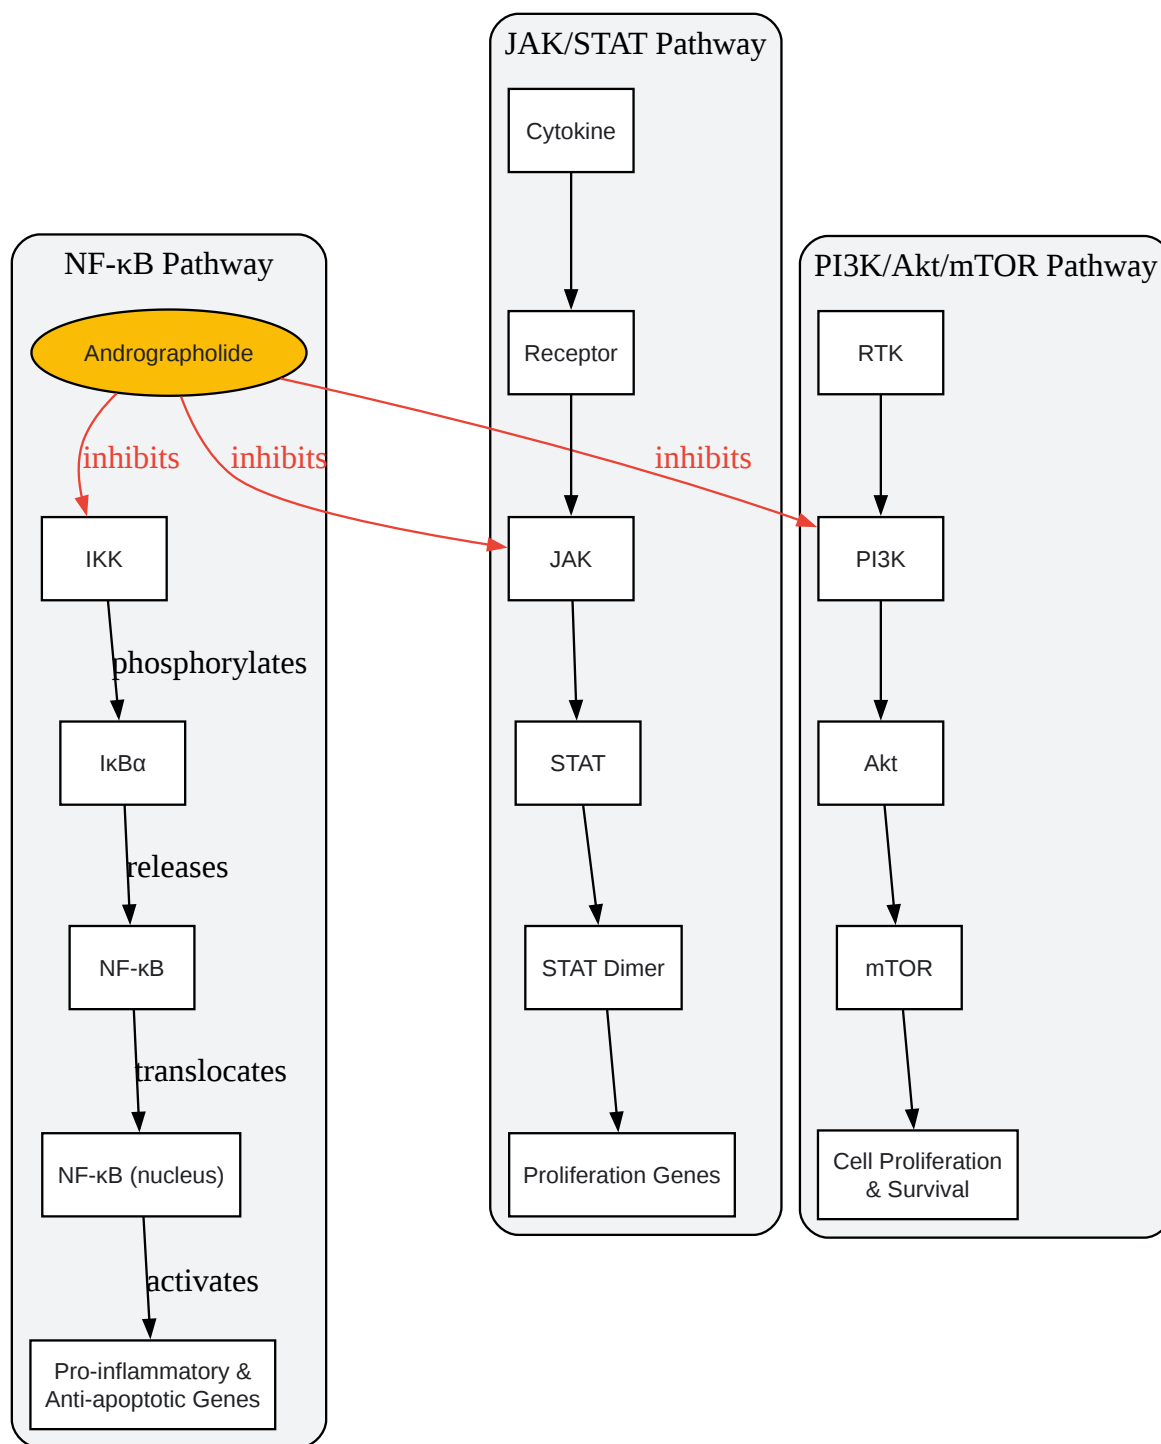 NF-κB Pathway
Andrographolide
inhibits
inhibits
inhibits
IKK
phosphorylates
IκBα
releases
NF-κB
translocates
NF-κB (nucleus)
activates
Pro-inflammatory &
Anti-apoptotic Genes
JAK/STAT Pathway
Cytokine
Receptor
JAK
STAT
STAT Dimer
Proliferation Genes
PI3K/Akt/mTOR Pathway
RTK
PI3K
Akt
mTOR
Cell Proliferation
& Survival